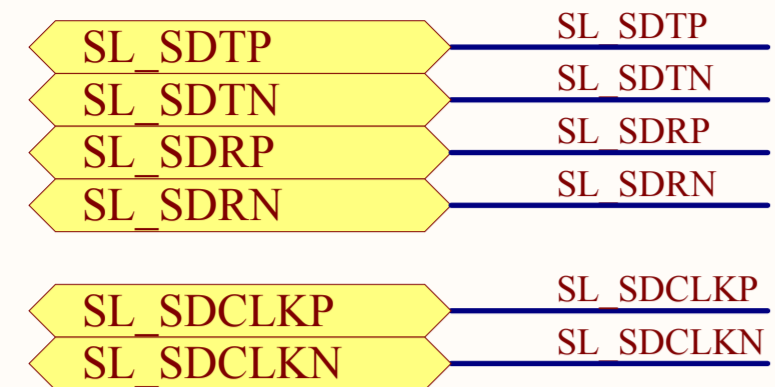 SL_SDTP SL_SDTP
SL_SDTN SL_SDTN
SL_SDRP SL_SDRP
SL_SDRN SL_SDRN
SL_SDCLKP SL_SDCLKP
SL_SDCLKN SL_SDCLKN